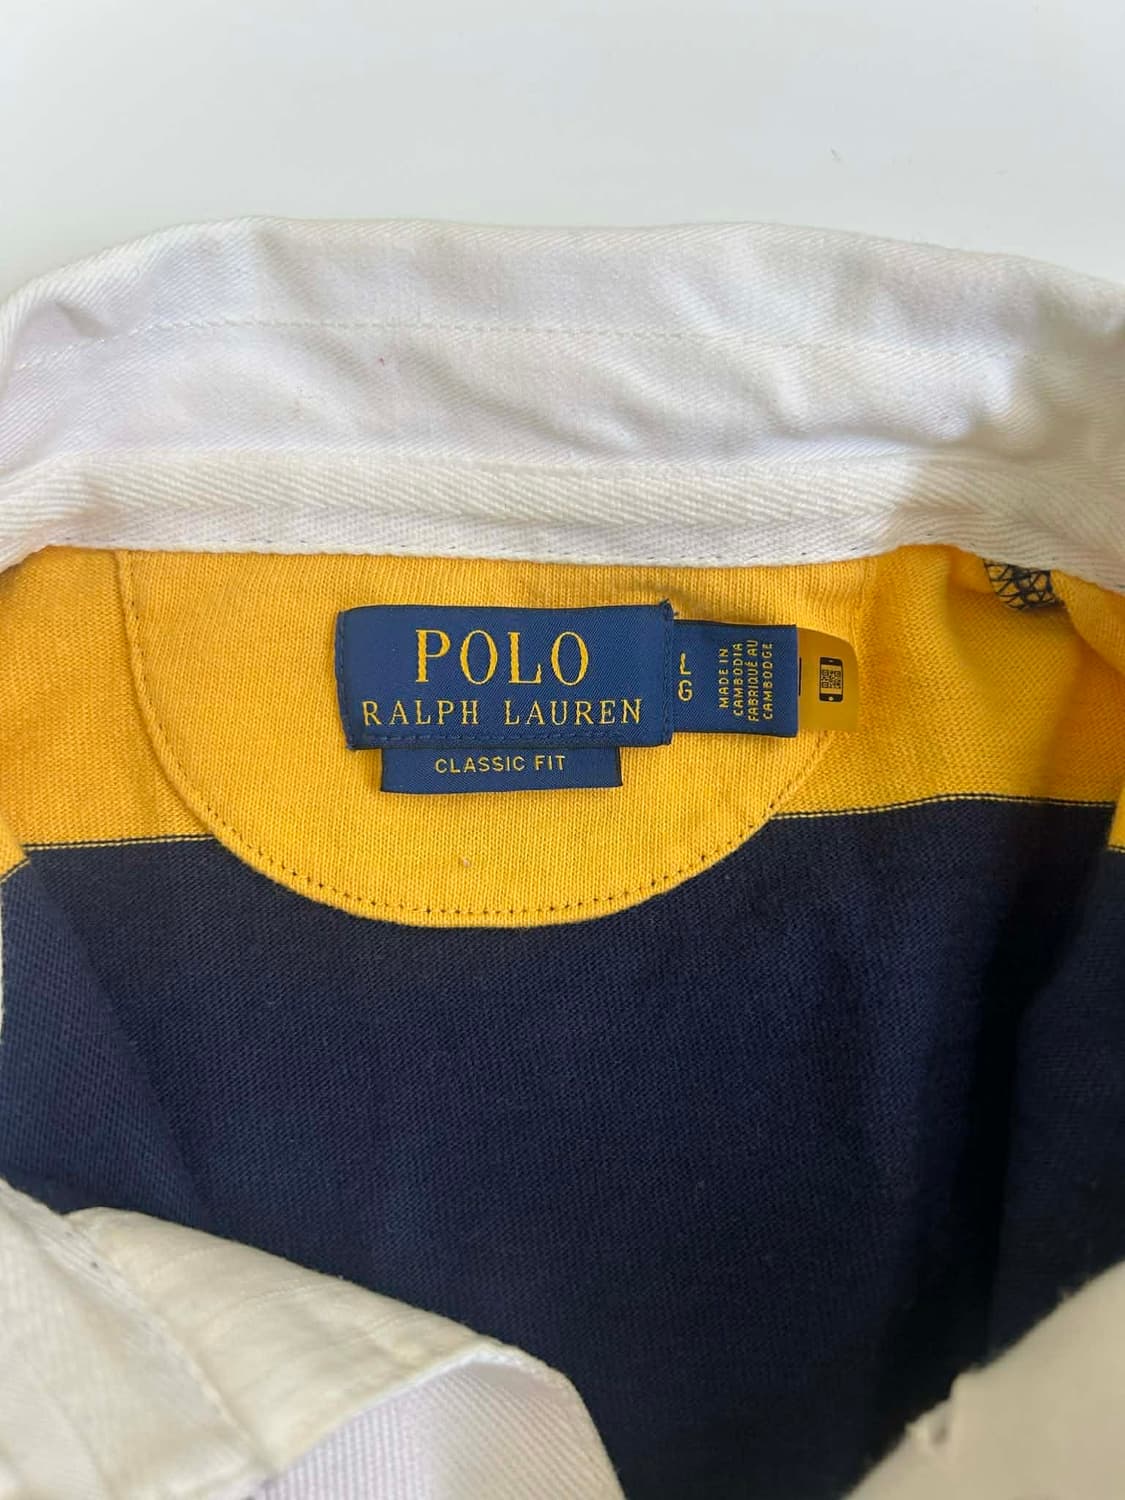 POLO
RALPH LAUREN
CLASSIC FIT
L
G
MADE IN
CAMBODIA
FABRIQUÉ AU
CAMBODGE